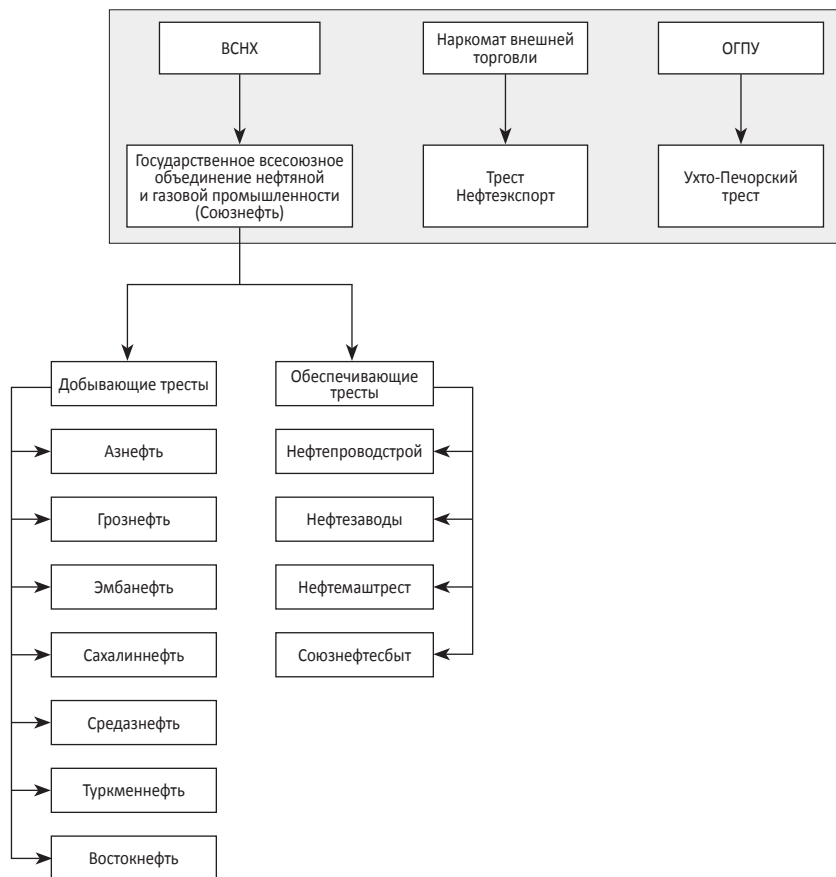 ВСНХ
Наркомат внешней
торговли
ОГПУ
Государственное всесоюзное
объединение нефтяной
и газовой промышленности
(Союзнефть)
Трест
Нефтеэкспорт
Ухто-Печорский
трест
Добывающие тресты
Обеспечивающие
тресты
Азнефть
Нефтепроводстрой
Грознефть
Нефтезаводы
Эмбанефть
Нефтемаштрест
Сахалиннефть
Союзнефтесбыт
Средазнефть
Туркменнефть
Востокнефть